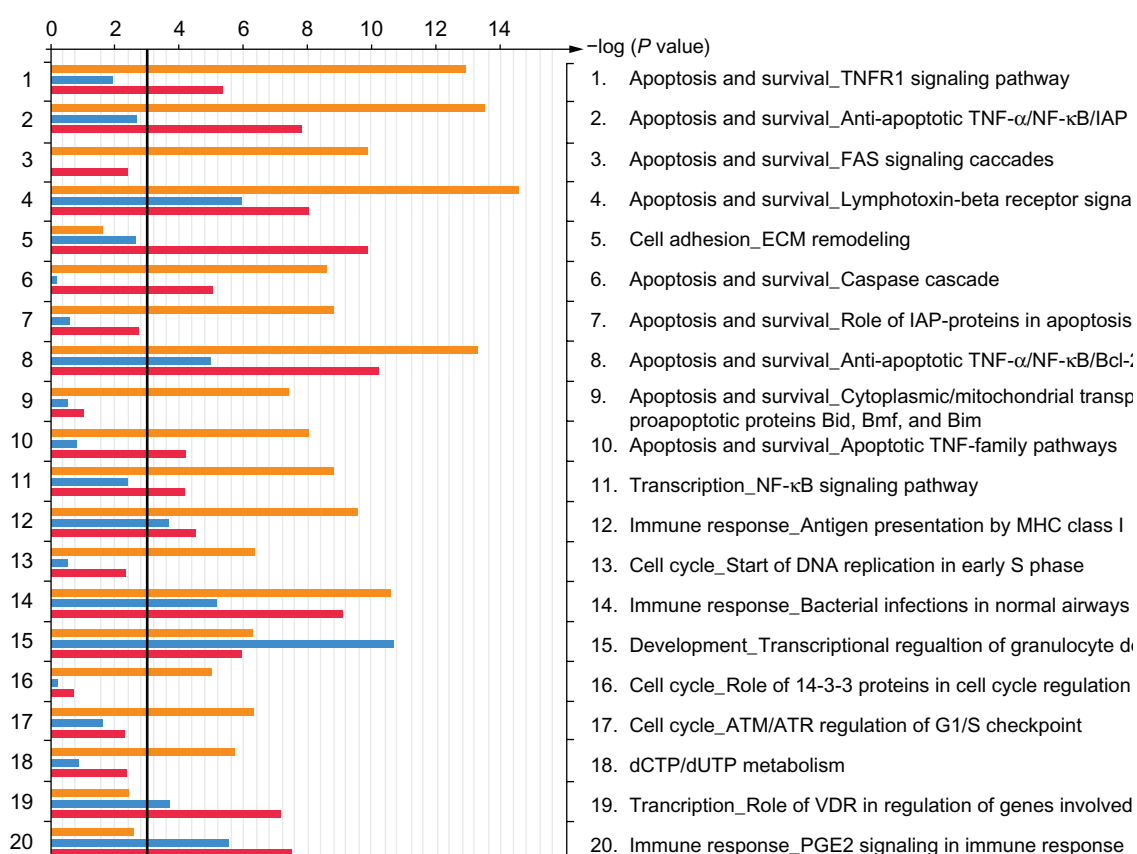 0 2 4 6 8 10 12 14
−log (P value)
1 1. Apoptosis and survival_TNFR1 signaling pathway
2 2. Apoptosis and survival_Anti-apoptotic TNF-α/NF-κB/IAP
3 3. Apoptosis and survival_FAS signaling caccades
4 4. Apoptosis and survival_Lymphotoxin-beta receptor signa
5 5. Cell adhesion_ECM remodeling
6 6. Apoptosis and survival_Caspase cascade
7 7. Apoptosis and survival_Role of IAP-proteins in apoptosis
8 8. Apoptosis and survival_Anti-apoptotic TNF-α/NF-κB/Bcl-2
9 9. Apoptosis and survival_Cytoplasmic/mitochondrial transp
proapoptotic proteins Bid, Bmf, and Bim
10 10. Apoptosis and survival_Apoptotic TNF-family pathways
11 11. Transcription_NF-κB signaling pathway
12 12. Immune response_Antigen presentation by MHC class I
13 13. Cell cycle_Start of DNA replication in early S phase
14 14. Immune response_Bacterial infections in normal airways
15 15. Development_Transcriptional regualtion of granulocyte de
16 16. Cell cycle_Role of 14-3-3 proteins in cell cycle regulation
17 17. Cell cycle_ATM/ATR regulation of G1/S checkpoint
18 18. dCTP/dUTP metabolism
19 19. Trancription_Role of VDR in regulation of genes involved
20 20. Immune response_PGE2 signaling in immune response